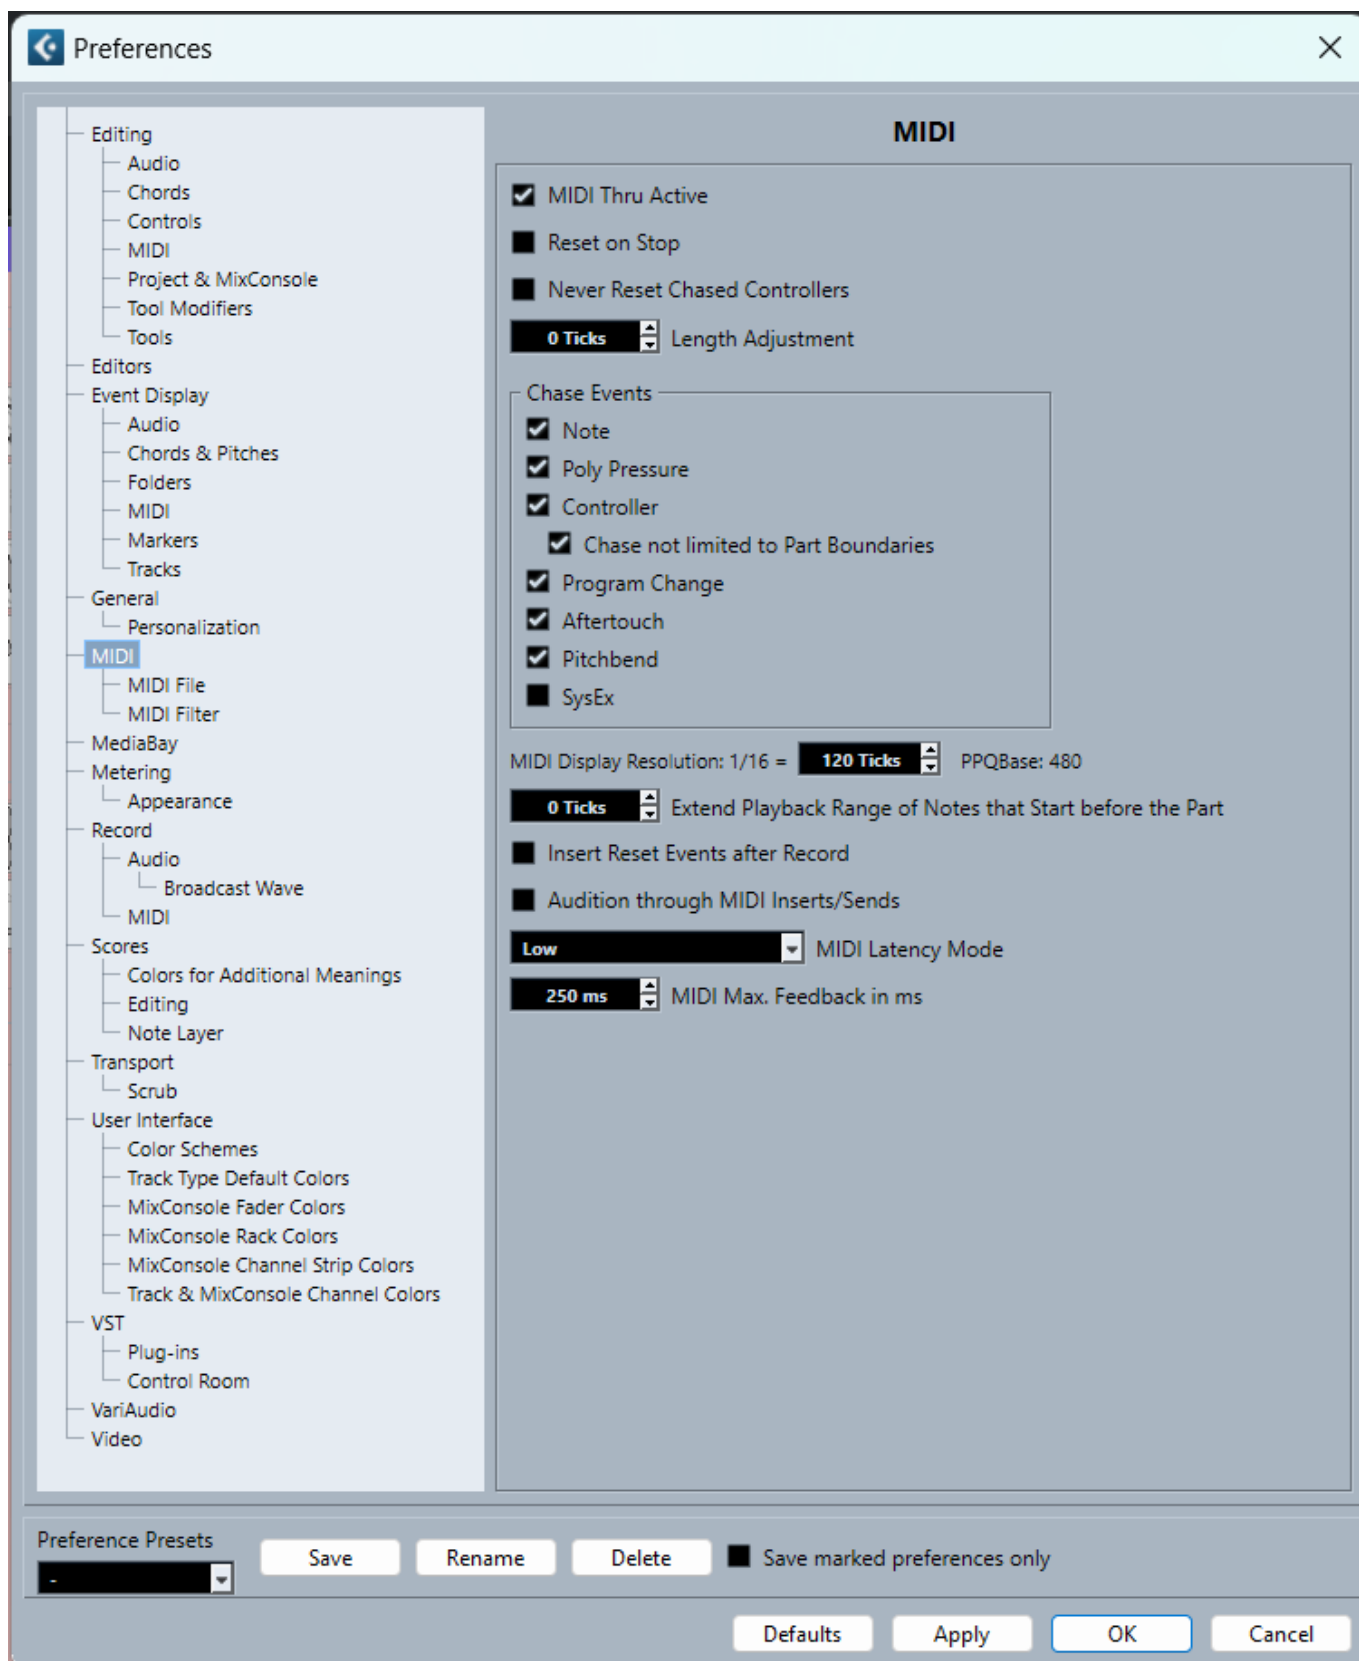 Preferences
Editing
Audio
Chords
Controls
MIDI
Project & MixConsole
Tool Modifiers
Tools
Editors
Event Display
Audio
Chords & Pitches
Folders
MIDI
Markers
Tracks
General
Personalization
MIDI
MIDI File
MIDI Filter
MediaBay
Metering
Appearance
Record
Audio
Broadcast Wave
MIDI
Scores
Colors for Additional Meanings
Editing
Note Layer
Transport
Scrub
User Interface
Color Schemes
Track Type Default Colors
MixConsole Fader Colors
MixConsole Rack Colors
MixConsole Channel Strip Colors
Track & MixConsole Channel Colors
VST
Plug-ins
Control Room
VariAudio
Video
MIDI
MIDI Thru Active
Reset on Stop
Never Reset Chased Controllers
0 Ticks Length Adjustment
Chase Events
Note
Poly Pressure
Controller
Chase not limited to Part Boundaries
Program Change
Aftertouch
Pitchbend
SysEx
MIDI Display Resolution: 1/16 = 120 Ticks PPQBase: 480
0 Ticks Extend Playback Range of Notes that Start before the Part
Insert Reset Events after Record
Audition through MIDI Inserts/Sends
Low MIDI Latency Mode
250 ms MIDI Max. Feedback in ms
Preference Presets
-
Save Rename Delete Save marked preferences only
Defaults Apply OK Cancel